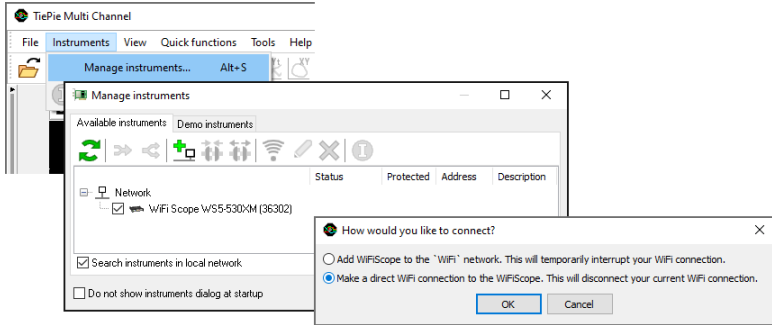 TiePie Multi Channel
File Instruments View Quick functions Tools Help
Manage instruments... Alt+S
Manage instruments
Available instruments Demo instruments
Status Protected Address Description
Network
WiFi Scope WS5-530XM (36302)
Search instruments in local network
Do not show instruments dialog at startup
How would you like to connect?
Add WiFiScope to the `WiFi` network. This will temporarily interrupt your WiFi connection.
Make a direct WiFi connection to the WiFiScope. This will disconnect your current WiFi connection.
OK Cancel